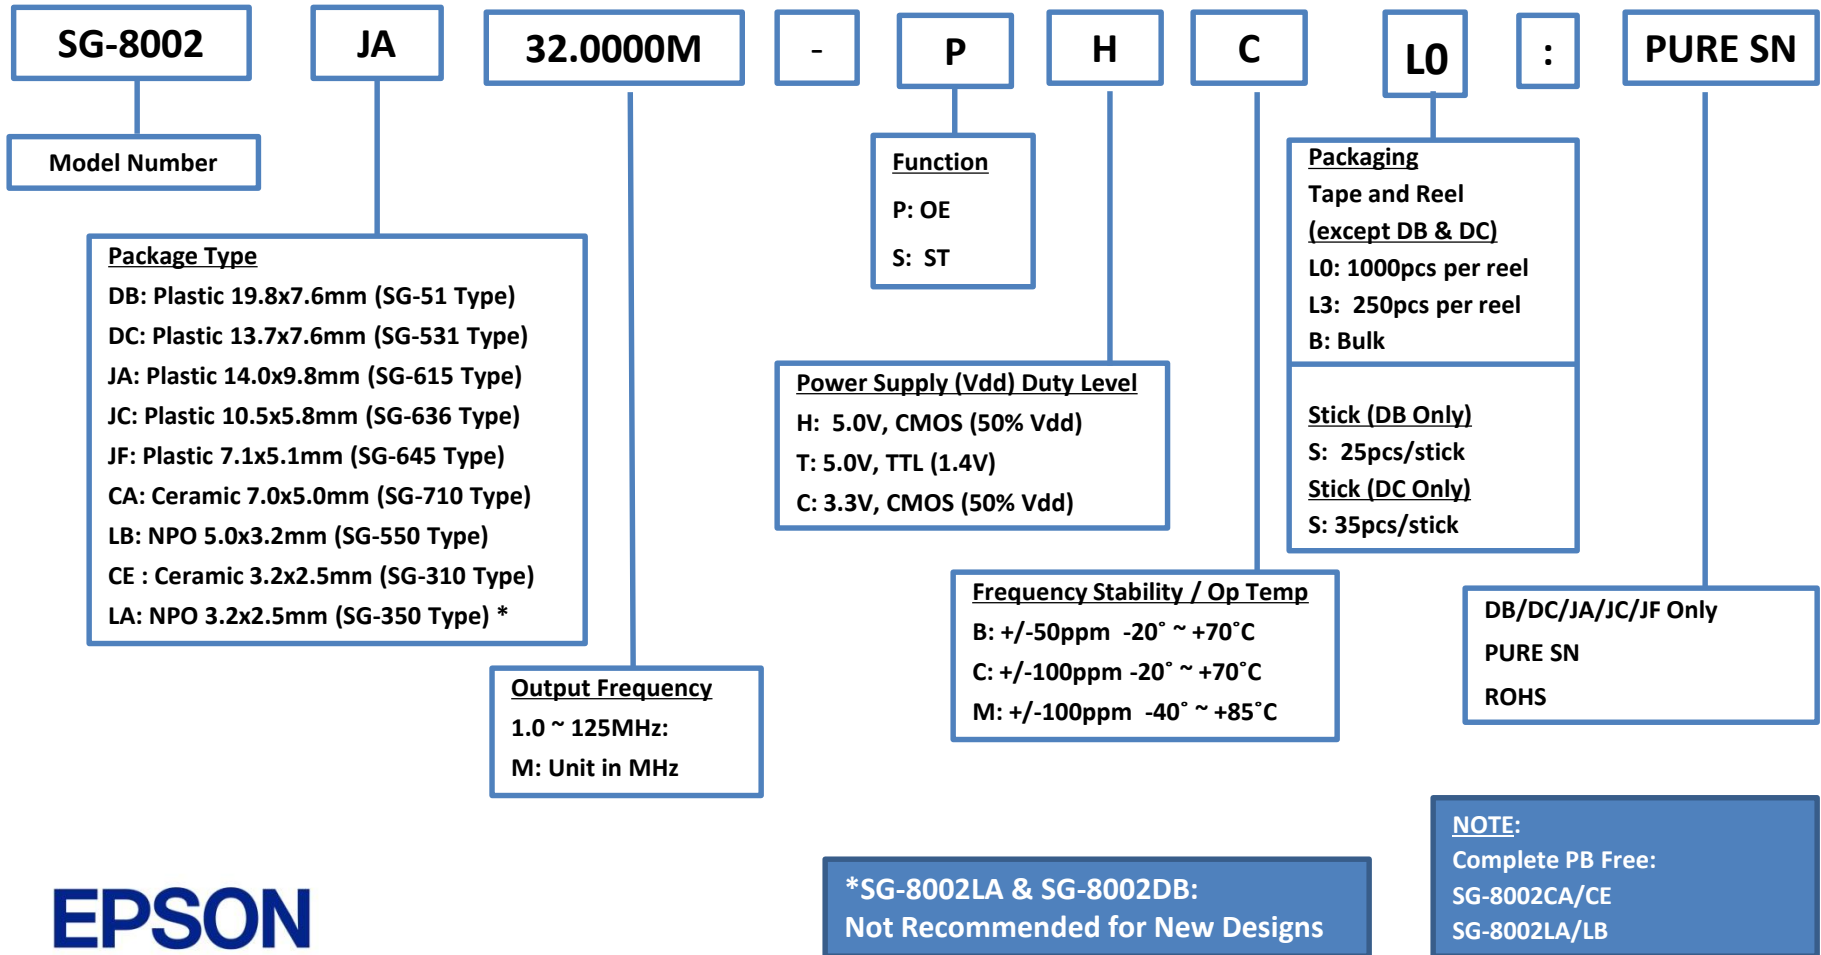 SG-8002 JA 32.0000M - P H C L0 : PURE SN
Model Number
Package Type
DB: Plastic 19.8x7.6mm (SG-51 Type)
DC: Plastic 13.7x7.6mm (SG-531 Type)
JA: Plastic 14.0x9.8mm (SG-615 Type)
JC: Plastic 10.5x5.8mm (SG-636 Type)
JF: Plastic 7.1x5.1mm (SG-645 Type)
CA: Ceramic 7.0x5.0mm (SG-710 Type)
LB: NPO 5.0x3.2mm (SG-550 Type)
CE : Ceramic 3.2x2.5mm (SG-310 Type)
LA: NPO 3.2x2.5mm (SG-350 Type) *
Output Frequency
1.0 ~ 125MHz:
M: Unit in MHz
Function
P: OE
S: ST
Power Supply (Vdd) Duty Level
H: 5.0V, CMOS (50% Vdd)
T: 5.0V, TTL (1.4V)
C: 3.3V, CMOS (50% Vdd)
Frequency Stability / Op Temp
B: +/-50ppm -20˚ ~ +70˚C
C: +/-100ppm -20˚ ~ +70˚C
M: +/-100ppm -40˚ ~ +85˚C
Packaging
Tape and Reel
(except DB & DC)
L0: 1000pcs per reel
L3: 250pcs per reel
B: Bulk
Stick (DB Only)
S: 25pcs/stick
Stick (DC Only)
S: 35pcs/stick
DB/DC/JA/JC/JF Only
PURE SN
ROHS
EPSON
*SG-8002LA & SG-8002DB:
Not Recommended for New Designs
NOTE:
Complete PB Free:
SG-8002CA/CE
SG-8002LA/LB